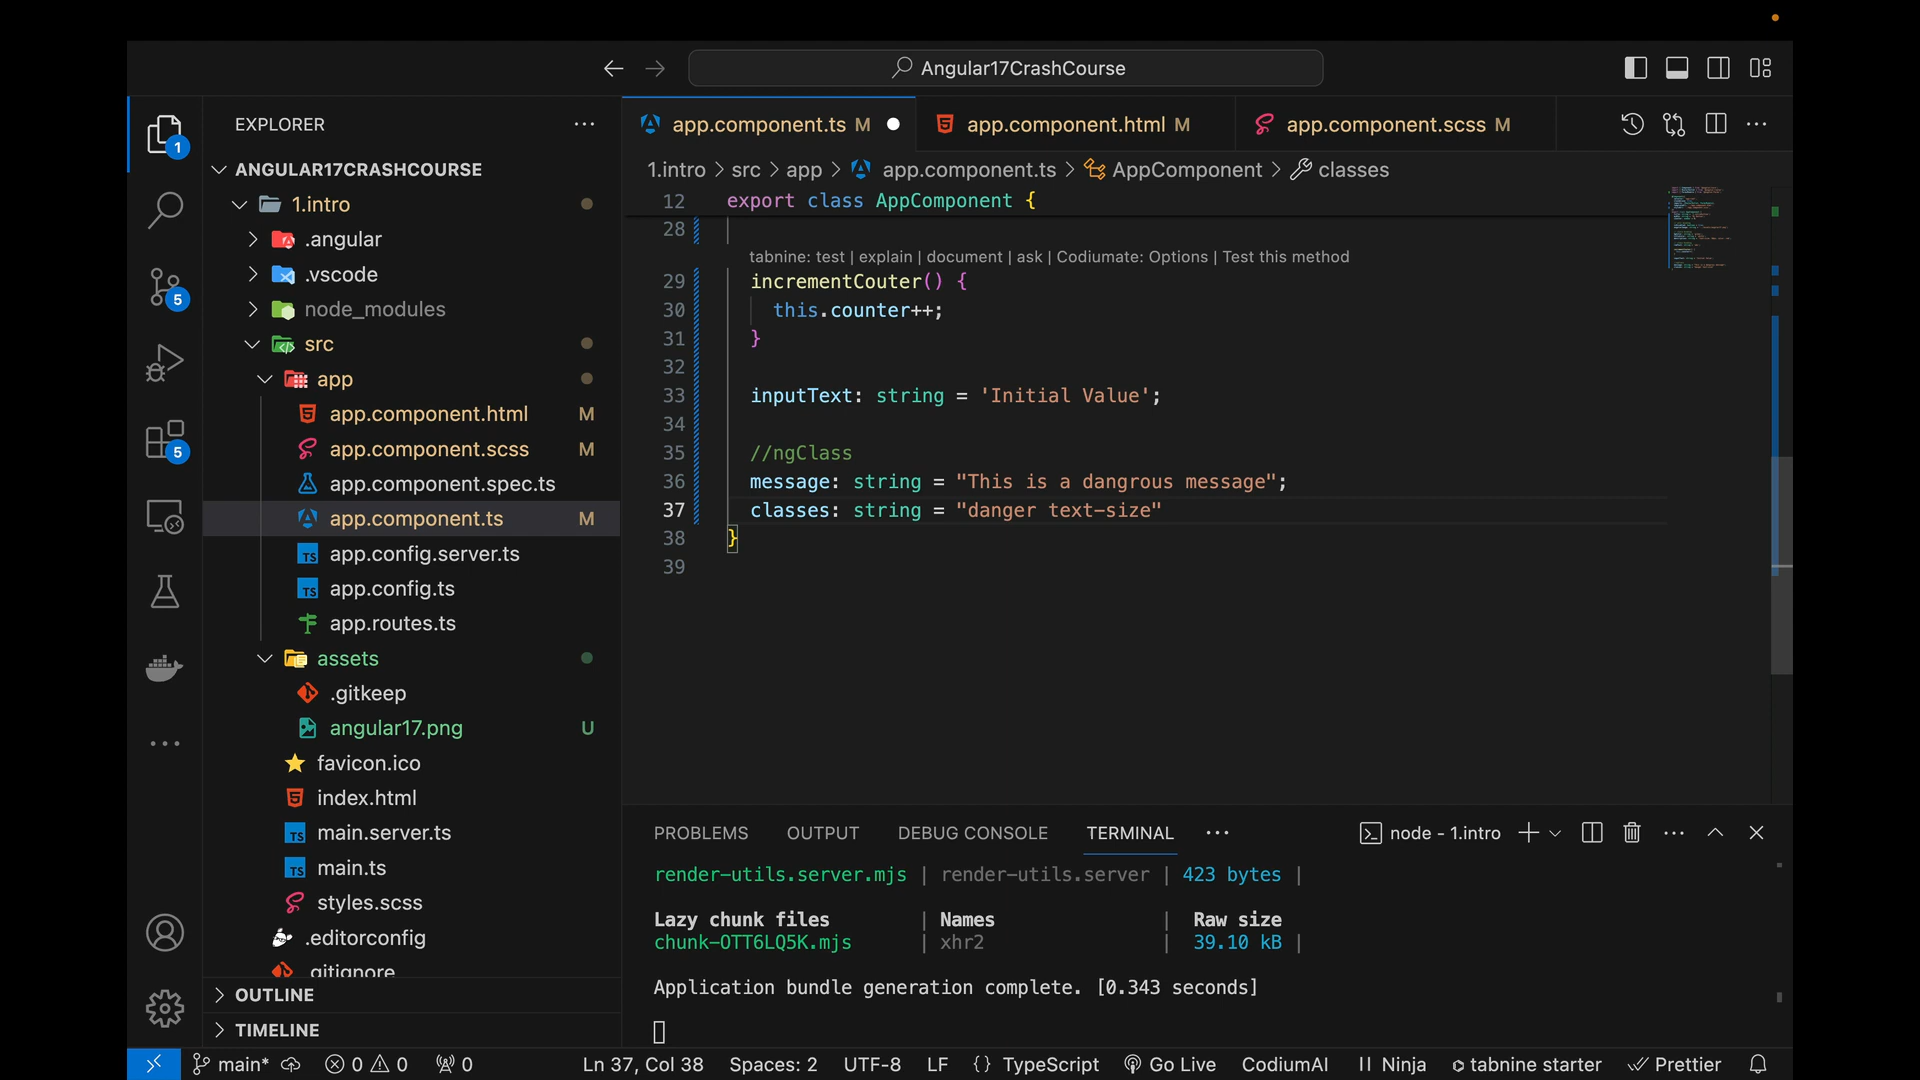 Angular17CrashCourse
1
5
5
EXPLORER
ANGULAR17CRASHCOURSE
1.intro
.angular
.vscode
node_modules
src
app
app.component.html M
app.component.scss M
app.component.spec.ts
app.component.ts M
app.config.server.ts
app.config.ts
app.routes.ts
assets
.gitkeep
angular17.png U
favicon.ico
index.html
main.server.ts
main.ts
styles.scss
.editorconfig
.gitignore
OUTLINE
TIMELINE
app.component.ts M
app.component.html M
app.component.scss M
1.intro > src > app > app.component.ts > AppComponent > classes
12 export class AppComponent {
28
tabnine: test | explain | document | ask | Codiumate: Options | Test this method
29 incrementCouter() {
30 this.counter++;
31 }
32
33 inputText: string = 'Initial Value';
34
35 //ngClass
36 message: string = "This is a dangrous message";
37 classes: string = "danger text-size"
38 }
39
PROBLEMS OUTPUT DEBUG CONSOLE TERMINAL
node - 1.intro
render-utils.server.mjs | render-utils.server | 423 bytes |
Lazy chunk files | Names | Raw size
chunk-OTT6LQ5K.mjs | xhr2 | 39.10 kB |
Application bundle generation complete. [0.343 seconds]
main* 0 0 0 Ln 37, Col 38 Spaces: 2 UTF-8 LF {} TypeScript Go Live CodiumAI Ninja tabnine starter Prettier